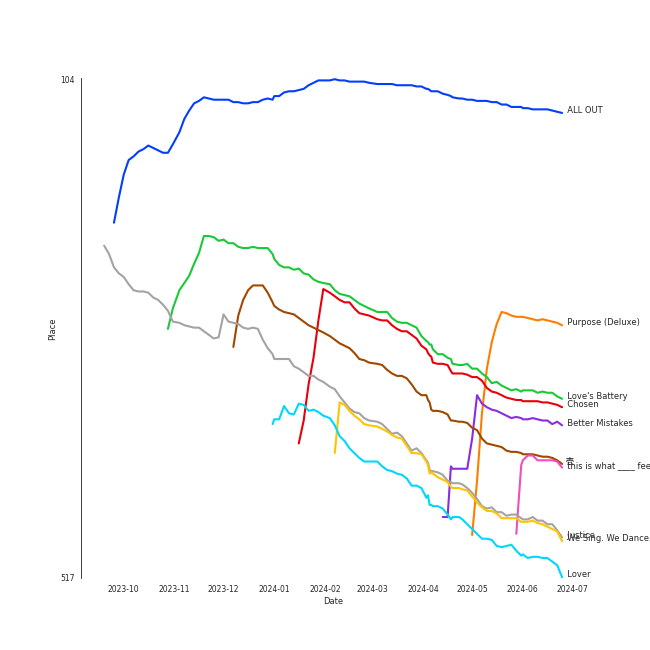 104
ALL OUT
Purpose (Deluxe)
Place
Love's Battery
Chosen
Better Mistakes
this is what ____ fee
Justice
We Sing. We Dance.
Lover
517
2023-10
2023-11
2023-12
2024-01
2024-02
2024-03
2024-04
2024-05
2024-06
2024-07
Date